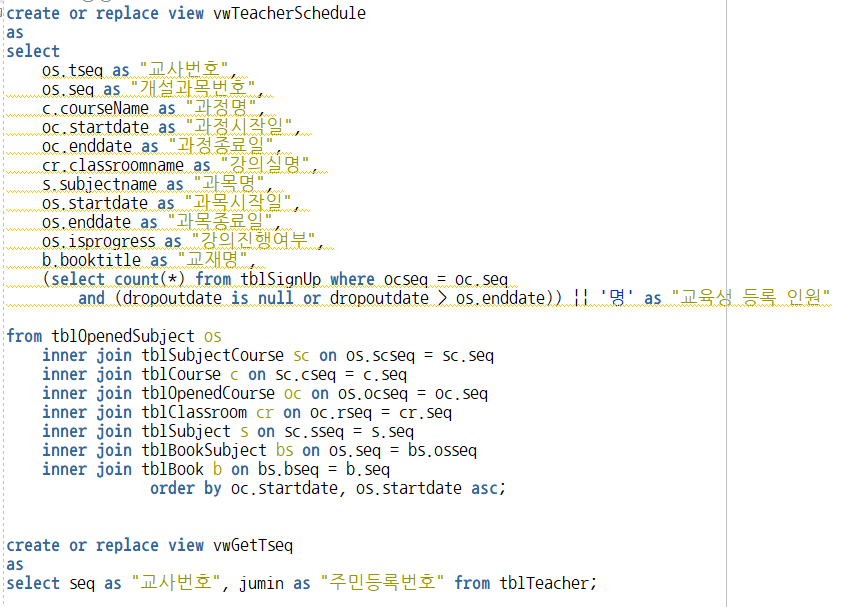 create or replace view vwTeacherSchedule
as
select
os.tseq as "교사번호",
os.seq as "개설과목번호",
c.courseName as "과정명",
oc.startdate as "과정시작일",
oc.enddate as "과정종료일",
cr.classroomname as "강의실명",
s.subjectname as "과목명",
os.startdate as "과목시작일",
os.enddate as "과목종료일",
os.isprogress as "강의진행여부",
b.booktitle as "교재명",
(select count(*) from tblSignUp where ocseq = oc.seq
and (dropoutdate is null or dropoutdate > os.enddate)) || '명' as "교육생 등록 인원"
from tblOpenedSubject os
inner join tblSubjectCourse sc on os.scseq = sc.seq
inner join tblCourse c on sc.cseq = c.seq
inner join tblOpenedCourse oc on os.ocseq = oc.seq
inner join tblClassroom cr on oc.rseq = cr.seq
inner join tblSubject s on sc.sseq = s.seq
inner join tblBookSubject bs on os.seq = bs.osseq
inner join tblBook b on bs.bseq = b.seq
order by oc.startdate, os.startdate asc;
create or replace view vwGetTseq
as
select seq as "교사번호", jumin as "주민등록번호" from tblTeacher;